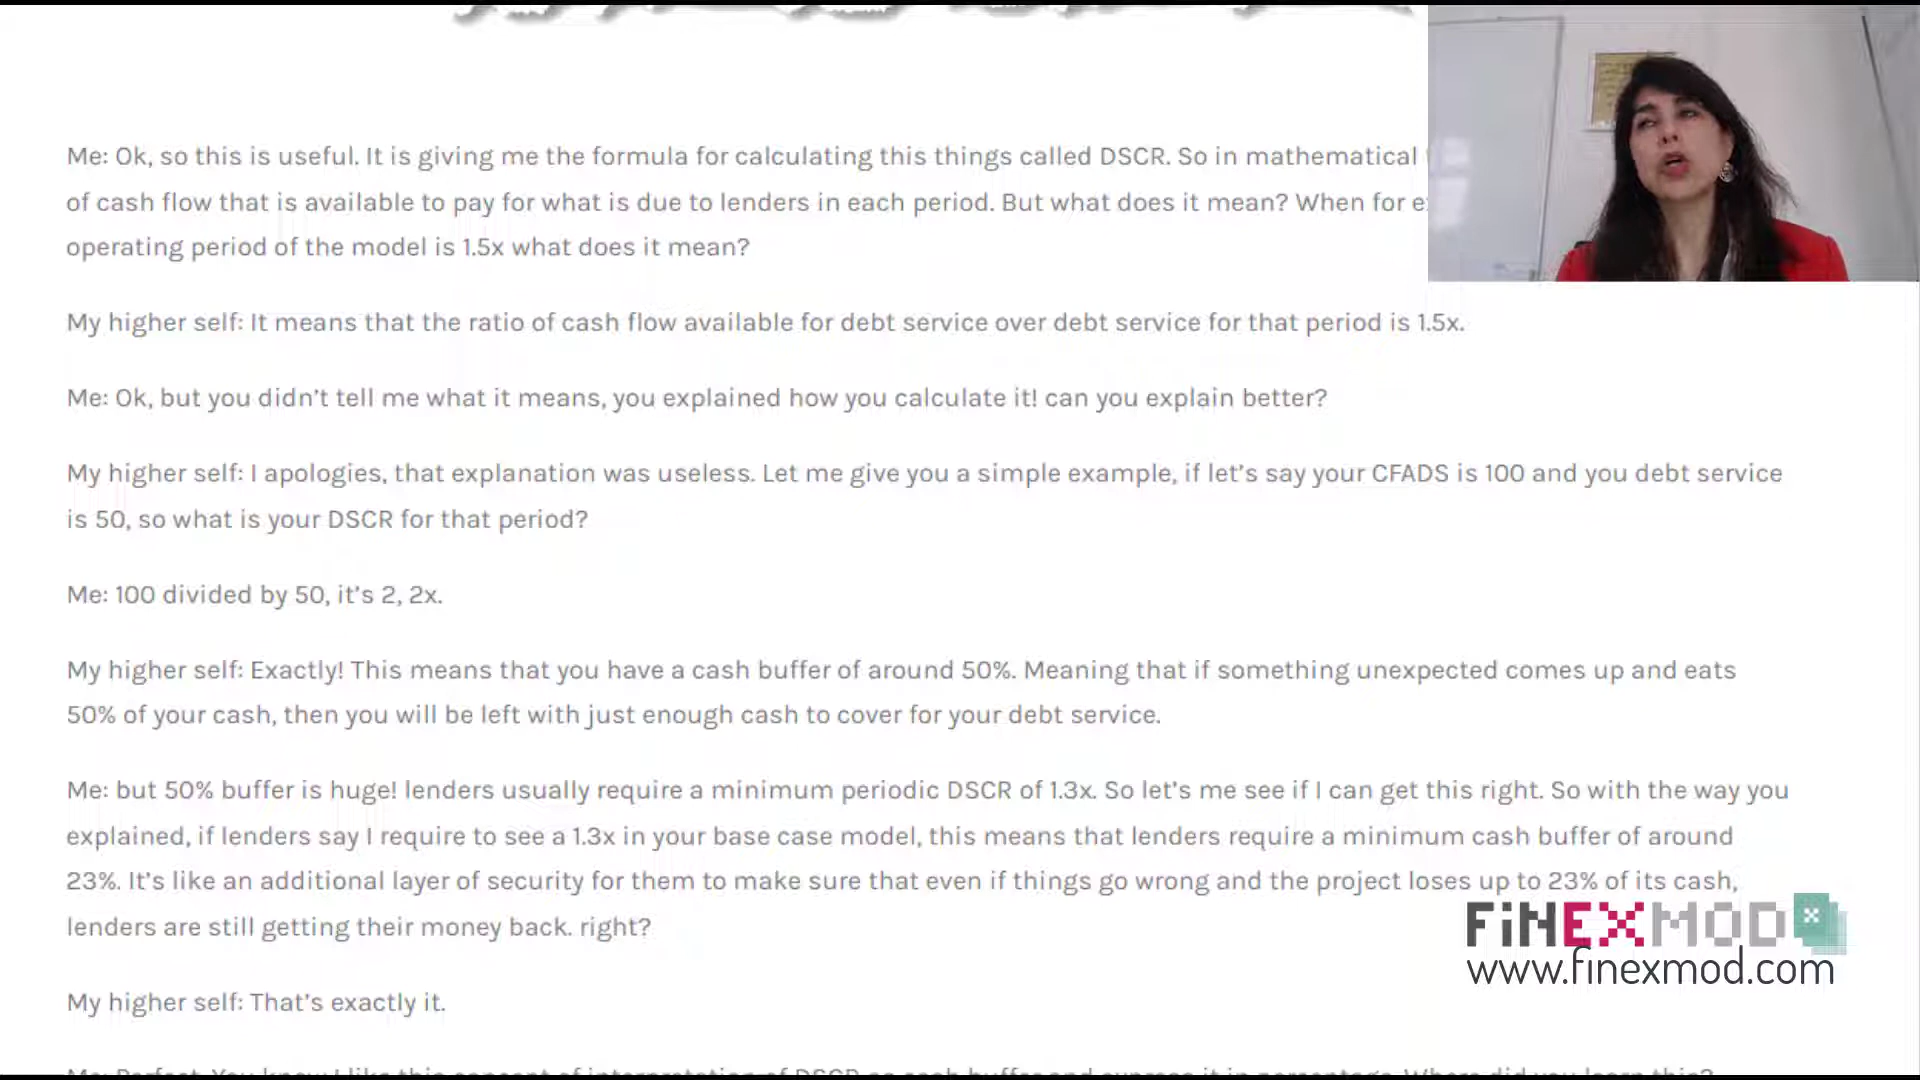 Me: Ok, so this is useful. It is giving me the formula for calculating this things called DSCR. So in mathematical
of cash flow that is available to pay for what is due to lenders in each period. But what does it mean? When for
operating period of the model is 1.5x what does it mean?
My higher self: It means that the ratio of cash flow available for debt service over debt service for that period is 1.5x.
Me: Ok, but you didn't tell me what it means, you explained how you calculate it! can you explain better?
My higher self: I apologies, that explanation was useless. Let me give you a simple example, if let's say your CFADS is 100 and you debt service
is 50, so what is your DSCR for that period?
Me: 100 divided by 50, it's 2, 2x.
My higher self: Exactly! This means that you have a cash buffer of around 50%. Meaning that if something unexpected comes up and eats
50% of your cash, then you will be left with just enough cash to cover for your debt service.
Me: but 50% buffer is huge! lenders usually require a minimum periodic DSCR of 1.3x. So let's me see if I can get this right. So with the way you
explained, if lenders say I require to see a 1.3x in your base case model, this means that lenders require a minimum cash buffer of around
23%. It's like an additional layer of security for them to make sure that even if things go wrong and the project loses up to 23% of its cash,
lenders are still getting their money back. right?
FiNEXMOD
www.finexmod.com
My higher self: That's exactly it.